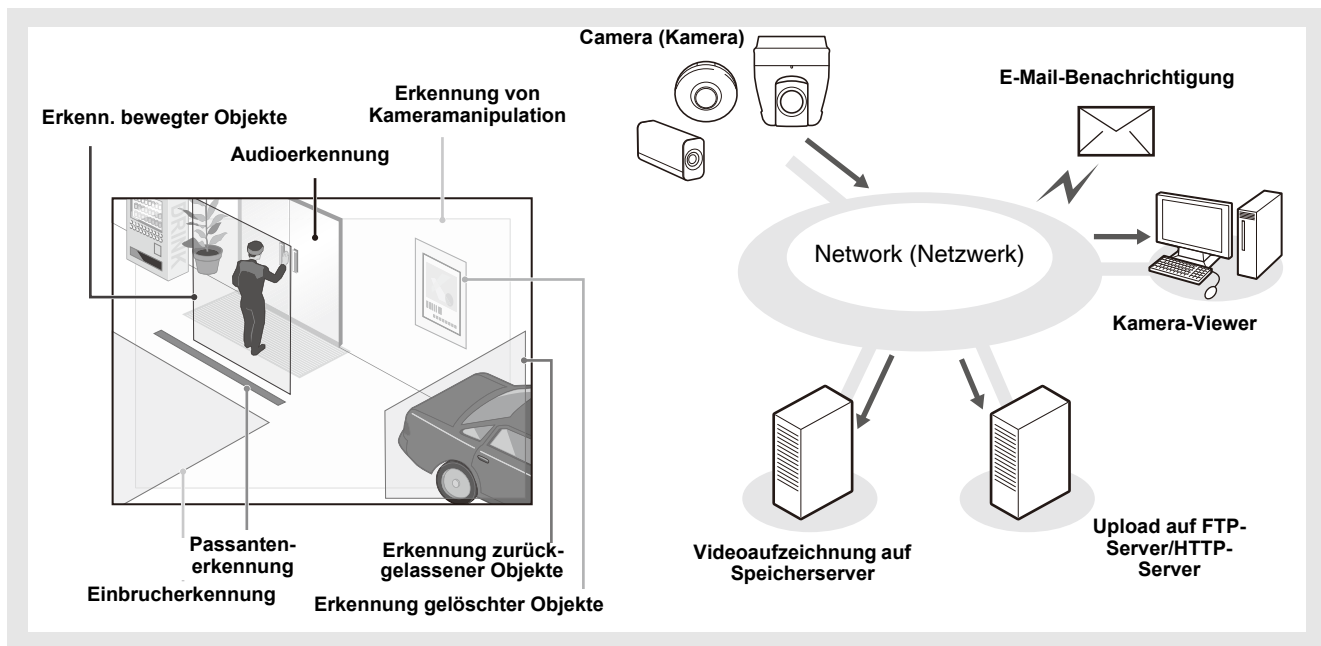 Camera (Kamera)
E-Mail-Benachrichtigung
Erkennung von
Kameramanipulation
Erkenn. bewegter Objekte
Audioerkennung
DRINK
Network (Netzwerk)
Kamera-Viewer
Passanten-
erkennung
Einbrucherkennung
Erkennung zurück-
gelassener Objekte
Erkennung gelöschter Objekte
Videoaufzeichnung auf
Speicherserver
Upload auf FTP-
Server/HTTP-
Server